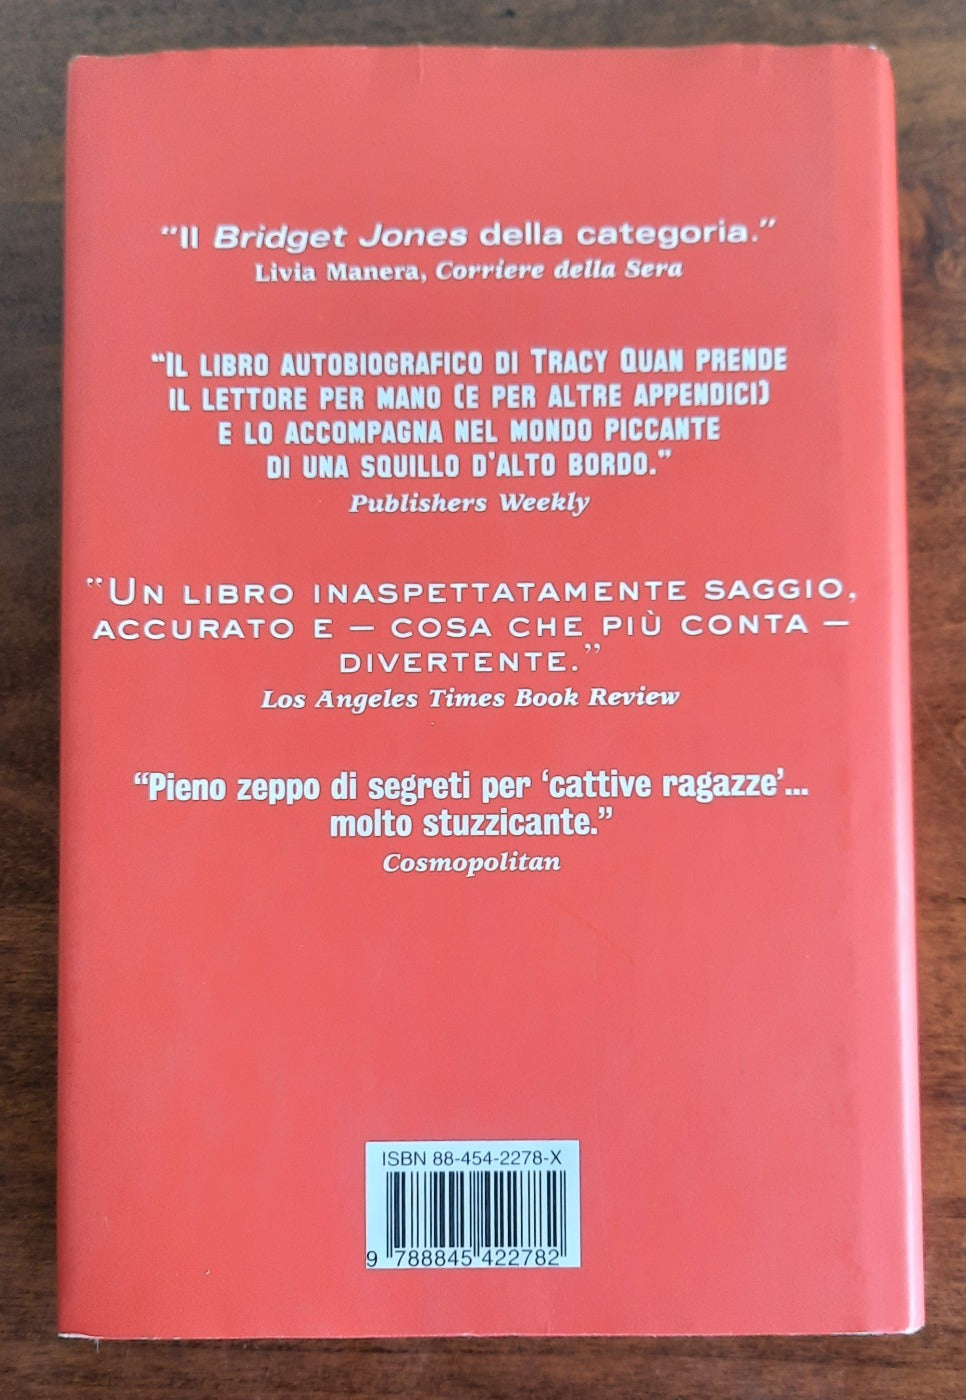 "Il Bridget Jones della categoria."
Livia Manera, Corriere della Sera
"IL LIBRO AUTOBIOGRAFICO DI TRACY QUAN PRENDE
IL LETTORE PER MANO (E PER ALTRE APPENDICI)
E LO ACCOMPAGNA NEL MONDO PICCANTE
DI UNA SQUILLO D'ALTO BORDO."
Publishers Weekly
"UN LIBRO INASPETTATAMENTE SAGGIO,
ACCURATO E — COSA CHE PIÙ CONTA —
DIVERTENTE."
Los Angeles Times Book Review
"Pieno zeppo di segreti per 'cattive ragazze'...
molto stuzzicante."
Cosmopolitan
ISBN 88-454-2278-X
9 788845 422782